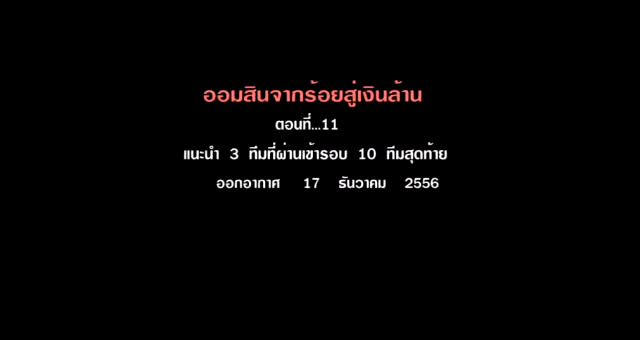 ออมสินจากร้อยสู่เงินล้าน
ตอนที่...11
แนะนำ 3 ทีมที่ผ่านเข้ารอบ 10 ทีมสุดท้าย
ออกอากาศ 17 ธันวาคม 2556